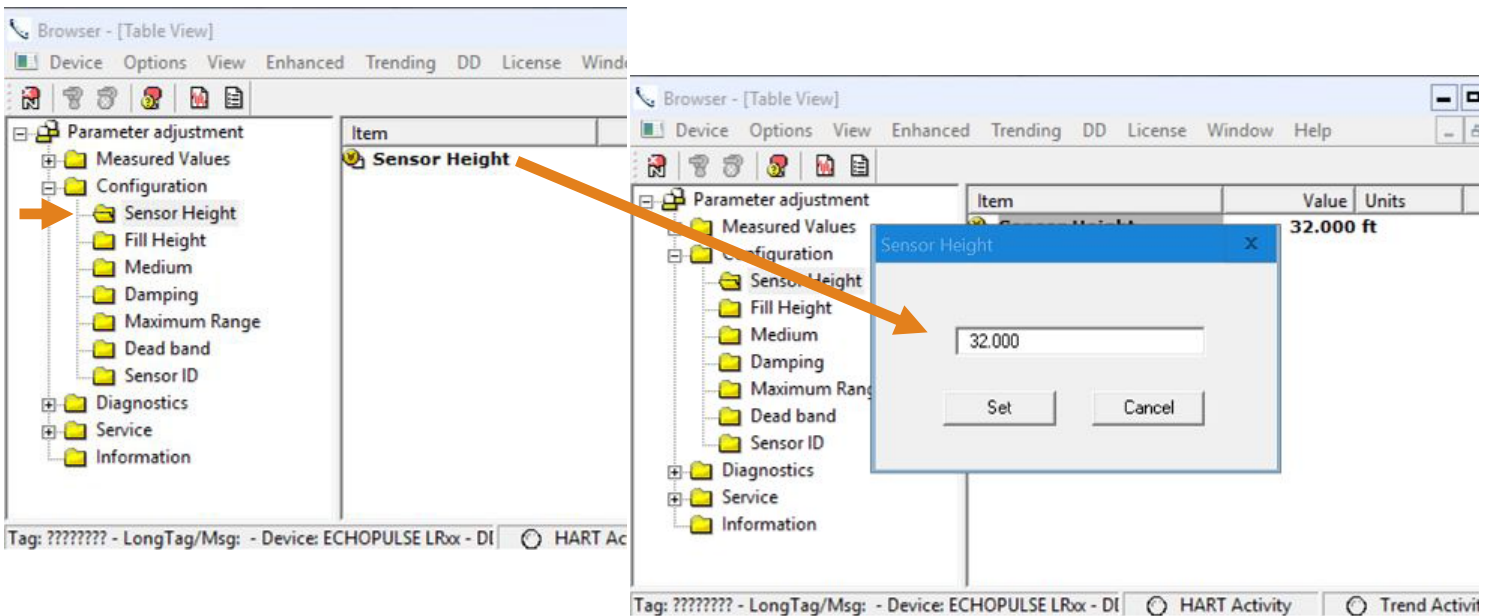 Browser - [Table View]
Device Options View Enhanced Trending DD License
Parameter adjustment
Measured Values
Configuration
Sensor Height
Fill Height
Medium
Damping
Maximum Range
Dead band
Sensor ID
Diagnostics
Service
Information
Item
Sensor Height
Tag: ???????? - LongTag/Msg: - Device: ECHOPULSE LRxx - DI HART Ac
Browser - [Table View]
Device Options View Enhanced Trending DD License Window Help
Parameter adjustment
Measured Values
Configuration
Sensor Height
Fill Height
Medium
Damping
Maximum Rang
Dead band
Sensor ID
Diagnostics
Service
Information
Item Value Units
Sensor Height 32.000 ft
Sensor Height x
32.000
Set Cancel
Tag: ???????? - LongTag/Msg: - Device: ECHOPULSE LRxx - DI HART Activity Trend Activit